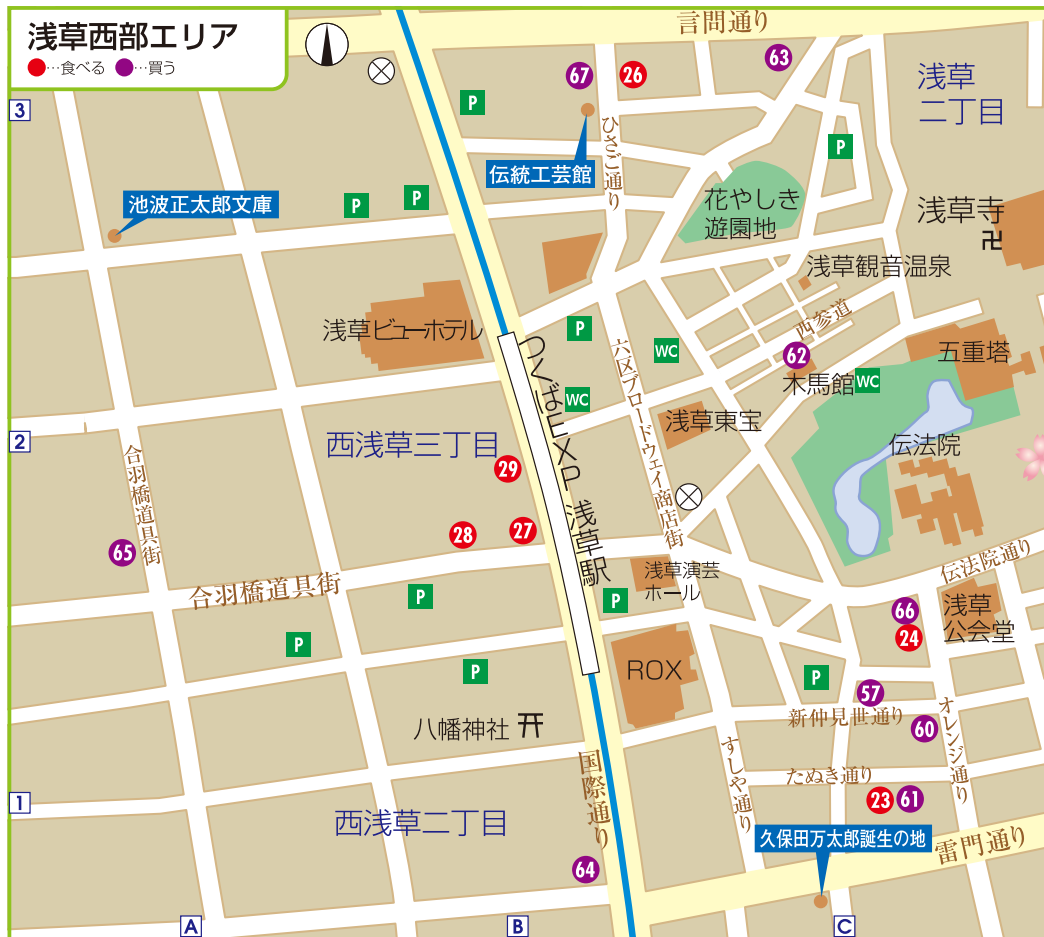 浅草西部エリア
●…食べる ●…買う
言問通り
63
67
26
浅草
二丁目
3
P
P
伝統工芸館
ひさご通り
池波正太郎文庫
P
P
花やしき
遊園地
浅草寺
卍
浅草観音温泉
浅草ビューホテル
P
つくばEXP 浅草駅
六区ブロードウェイ商店街
WC
西参道
62
五重塔
木馬館
WC
WC
浅草東宝
2
西浅草三丁目
29
伝法院
合羽橋道具街
65
28
27
伝法院通り
浅草演芸
ホール
合羽橋道具街
P
P
66
浅草
公会堂
24
P
P
ROX
P
57
八幡神社
新仲見世通り
60
オレンジ通り
すしや通り
国際通り
たぬき通り
1
23
61
西浅草二丁目
久保田万太郎誕生の地
雷門通り
64
A
B
C